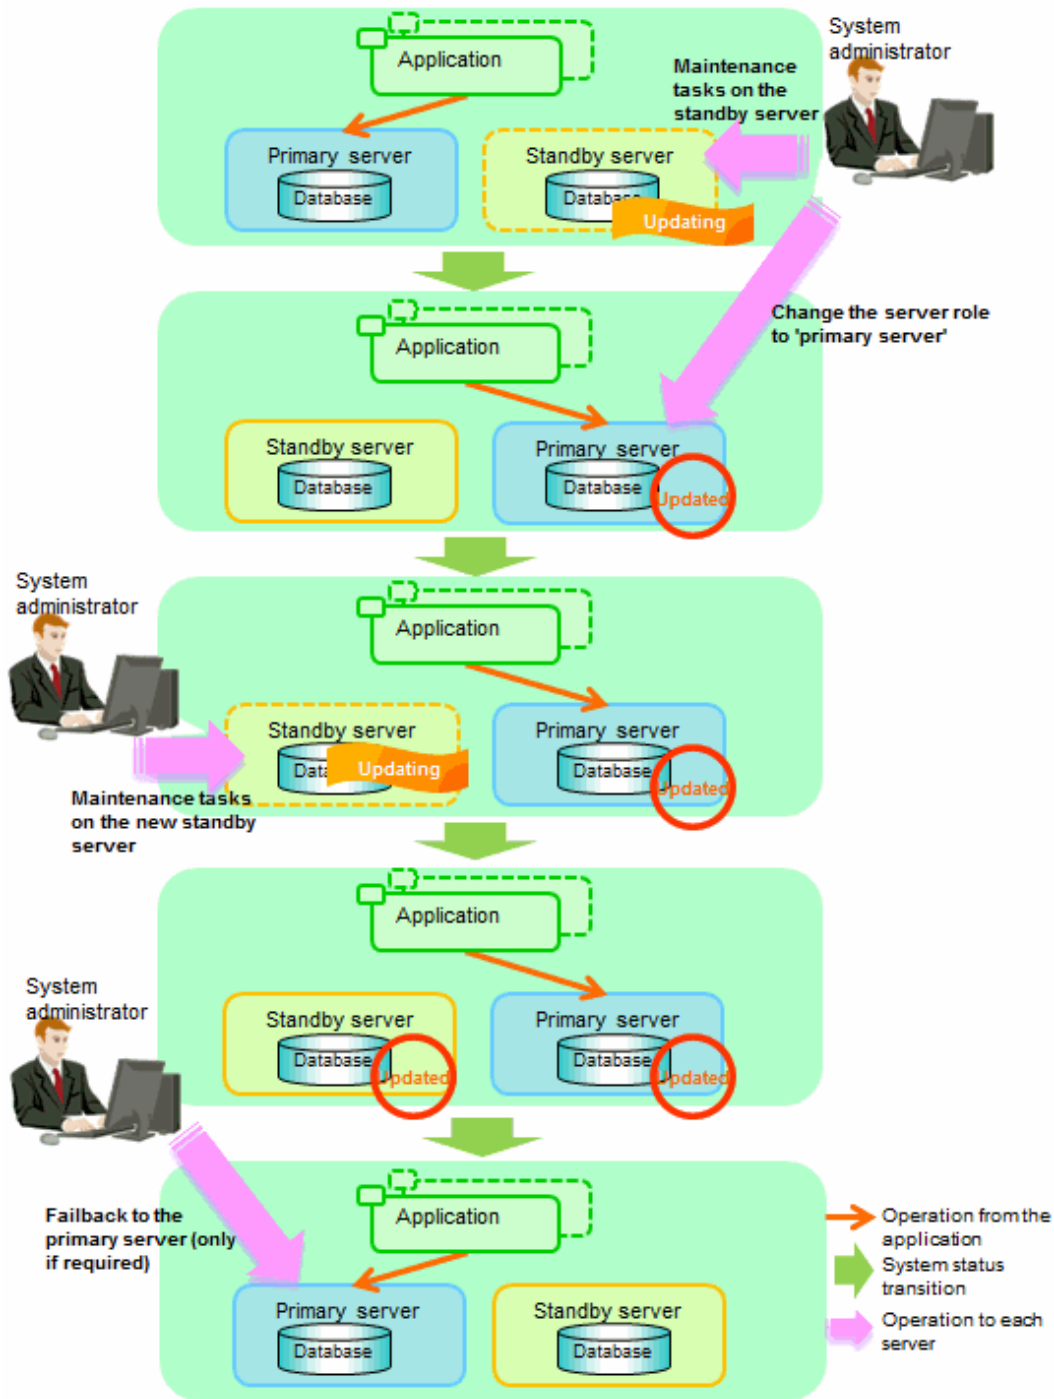 System
administrator
Application
Maintenance
tasks on the
standby server
Primary server
Database
Standby server
Database
Updating
Change the server role
to 'primary server'
Application
Standby server
Database
Primary server
Database
Updated
System
administrator
Application
Standby server
Updating
Primary server
Database
Updated
Maintenance tasks
on the new standby
server
Application
System
administrator
Standby server
Database
Updated
Primary server
Database
Updated
Failback to the
primary server (only
if required)
Application
Primary server
Database
Standby server
Database
Operation from the
application
System status
transition
Operation to each
server